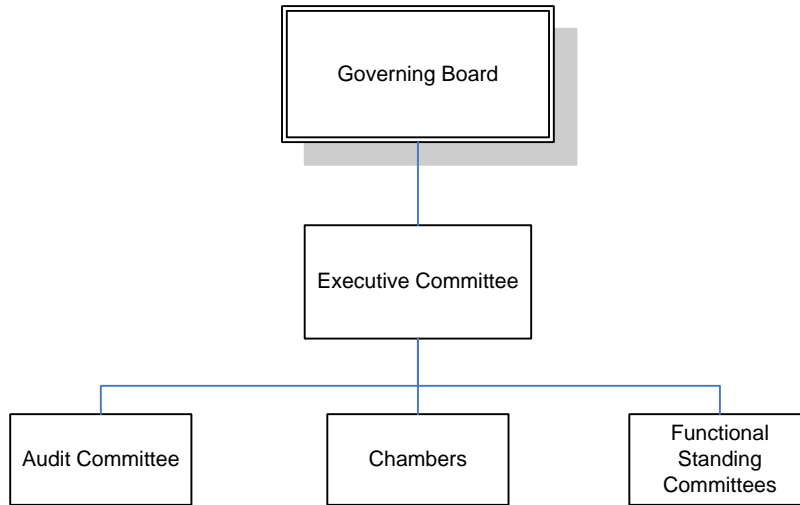 Governing Board
Executive Committee
Audit Committee
Chambers
Functional
Standing
Committees